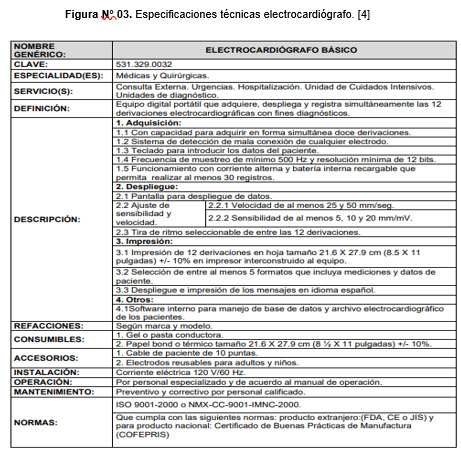 Figura Nº 03. Especificaciones técnicas electrocardiógrafo. [4]
NOMBRE GENÉRICO:
ELECTROCARDIÓGRAFO BÁSICO
CLAVE:
531.329.0032
ESPECIALIDAD(ES):
Médicas y Quirúrgicas.
SERVICIO(S):
Consulta Externa. Urgencias. Hospitalización. Unidad de Cuidados Intensivos.
Unidades de diagnóstico.
DEFINICIÓN:
Equipo digital portátil que adquiere, despliega y registra simultáneamente las 12
derivaciones electrocardiográficas con fines diagnósticos.
DESCRIPCIÓN:
1. Adquisición:
1.1 Con capacidad para adquirir en forma simultánea doce derivaciones.
1.2 Sistema de detección de mala conexión de cualquier electrodo.
1.3 Teclado para introducir los datos del paciente.
1.4 Frecuencia de muestreo de mínimo 500 Hz y resolución mínima de 12 bits.
1.5 Funcionamiento con corriente alterna y batería interna recargable que
permita realizar al menos 30 registros.
2. Despliegue:
2.1 Pantalla para despliegue de datos.
2.2 Ajuste de
sensibilidad y
velocidad.
2.2.1 Velocidad de al menos 25 y 50 mm/seg.
2.2.2 Sensibilidad de al menos 5, 10 y 20 mm/mV.
2.3 Tira de ritmo seleccionable de entre las 12 derivaciones.
3. Impresión:
3.1 Impresión de 12 derivaciones en hoja tamaño 21.6 X 27.9 cm (8.5 X 11
pulgadas) +/- 10% en impresor interconstruido al equipo.
3.2 Selección de entre al menos 5 formatos que incluya mediciones y datos de
paciente.
3.3 Despliegue e impresión de los mensajes en idioma español.
4. Otros:
4.1Software interno para manejo de base de datos y archivo electrocardiográfico
de los pacientes.
REFACCIONES:
Según marca y modelo.
CONSUMIBLES:
1. Gel o pasta conductora.
2. Papel bond o térmico tamaño 21.6 X 27.9 cm (8 ½ X 11 pulgadas) +/- 10%.
ACCESORIOS:
1. Cable de paciente de 10 puntas.
2. Electrodos reusables para adultos y niños.
INSTALACIÓN:
Corriente eléctrica 120 V/60 Hz.
OPERACIÓN:
Por personal especializado y de acuerdo al manual de operación.
MANTENIMIENTO:
Preventivo y correctivo por personal calificado.
NORMAS:
ISO 9001-2000 o NMX-CC-9001-IMNC-2000.
Que cumpla con las siguientes normas: producto extranjero:(FDA, CE o JIS) y
para producto nacional: Certificado de Buenas Prácticas de Manufactura
(COFEPRIS)